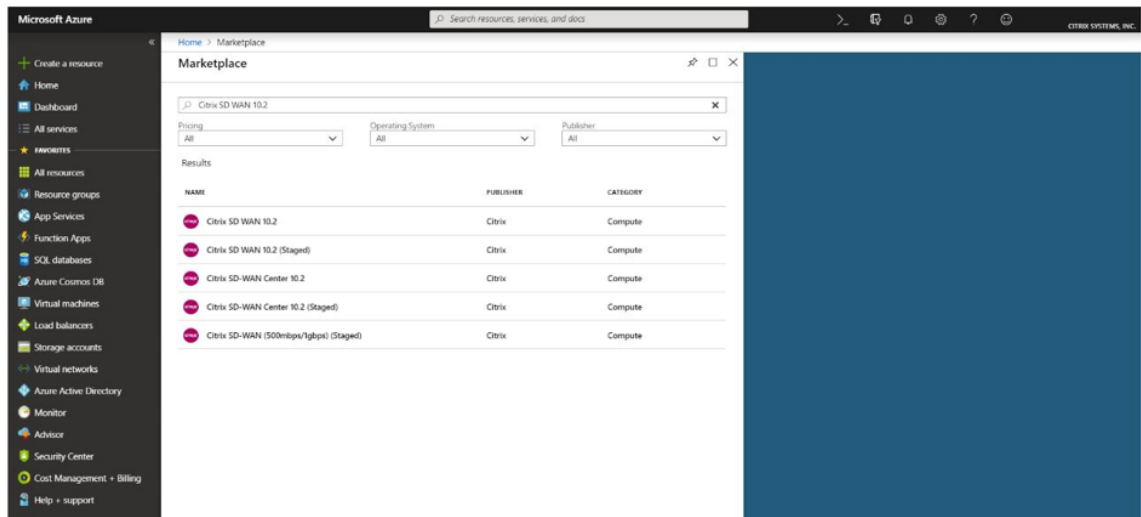 Microsoft Azure
Search resources, services, and docs
CITRIX SYSTEMS, INC.
Create a resource
Home
Dashboard
All services
FAVORITES
All resources
Resource groups
App Services
Function Apps
SQL databases
Azure Cosmos DB
Virtual machines
Load balancers
Storage accounts
Virtual networks
Azure Active Directory
Monitor
Advisor
Security Center
Cost Management + Billing
Help + support
Home > Marketplace
Marketplace
Citrix SD WAN 10.2
Pricing Operating System Publisher
All All All
Results
NAME PUBLISHER CATEGORY
Citrix SD WAN 10.2 Citrix Compute
Citrix SD WAN 10.2 (Staged) Citrix Compute
Citrix SD-WAN Center 10.2 Citrix Compute
Citrix SD-WAN Center 10.2 (Staged) Citrix Compute
Citrix SD-WAN (500mbps/1gbps) (Staged) Citrix Compute